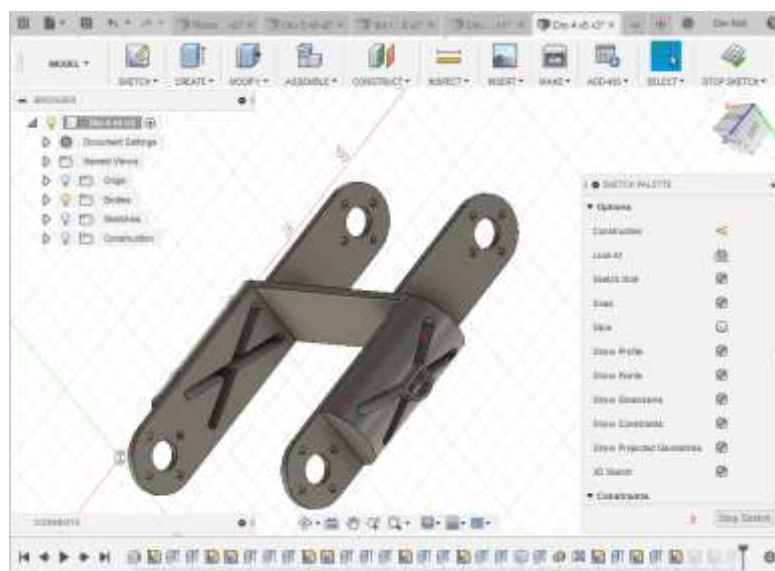 MODEL
SKETCH
CREATE
MODIFY
ASSEMBLE
CONSTRUCT
INSPECT
INSERT
MAKE
ADD-INS
SELECT
STOP SKETCH
BROWSER
Document Settings
Named Views
Origin
Bodies
Sketches
Construction
SKETCH PALETTE
Options
Construction
Look At
Sketch Grid
Snap
Slice
Show Profile
Show Points
Show Dimensions
Show Constraints
Show Projected Geometries
3D Sketch
Constraints
Stop Sketch
COMMENTS